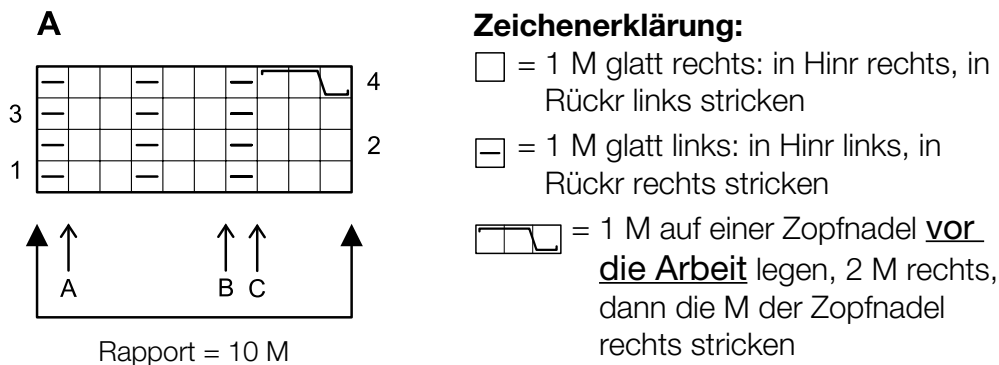 A
4
3
2
1
A B C
Rapport = 10 M
Zeichenerklärung:
= 1 M glatt rechts: in Hinr rechts, in
Rückr links stricken
= 1 M glatt links: in Hinr links, in
Rückr rechts stricken
= 1 M auf einer Zopfnadel vor
die Arbeit legen, 2 M rechts,
dann die M der Zopfnadel
rechts stricken